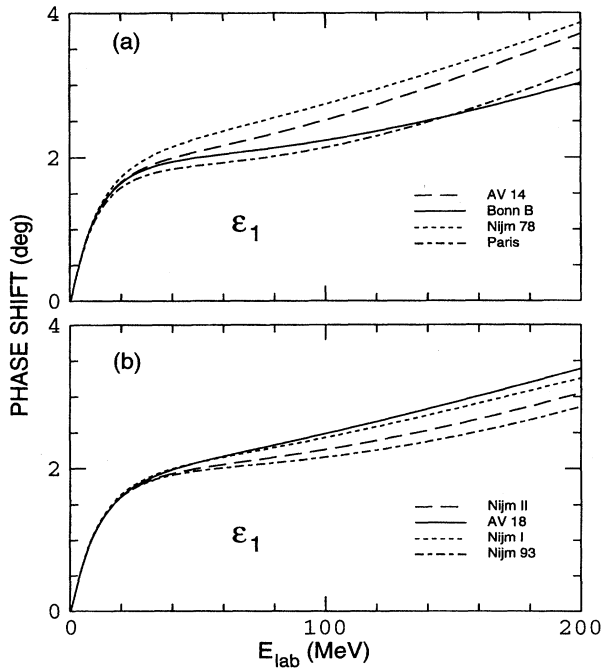 4
(a)
2
ε1
AV 14
Bonn B
Nijm 78
Paris
0
PHASE SHIFT (deg)
4
(b)
2
ε1
Nijm II
AV 18
Nijm I
Nijm 93
0
0
100
200
Elab (MeV)